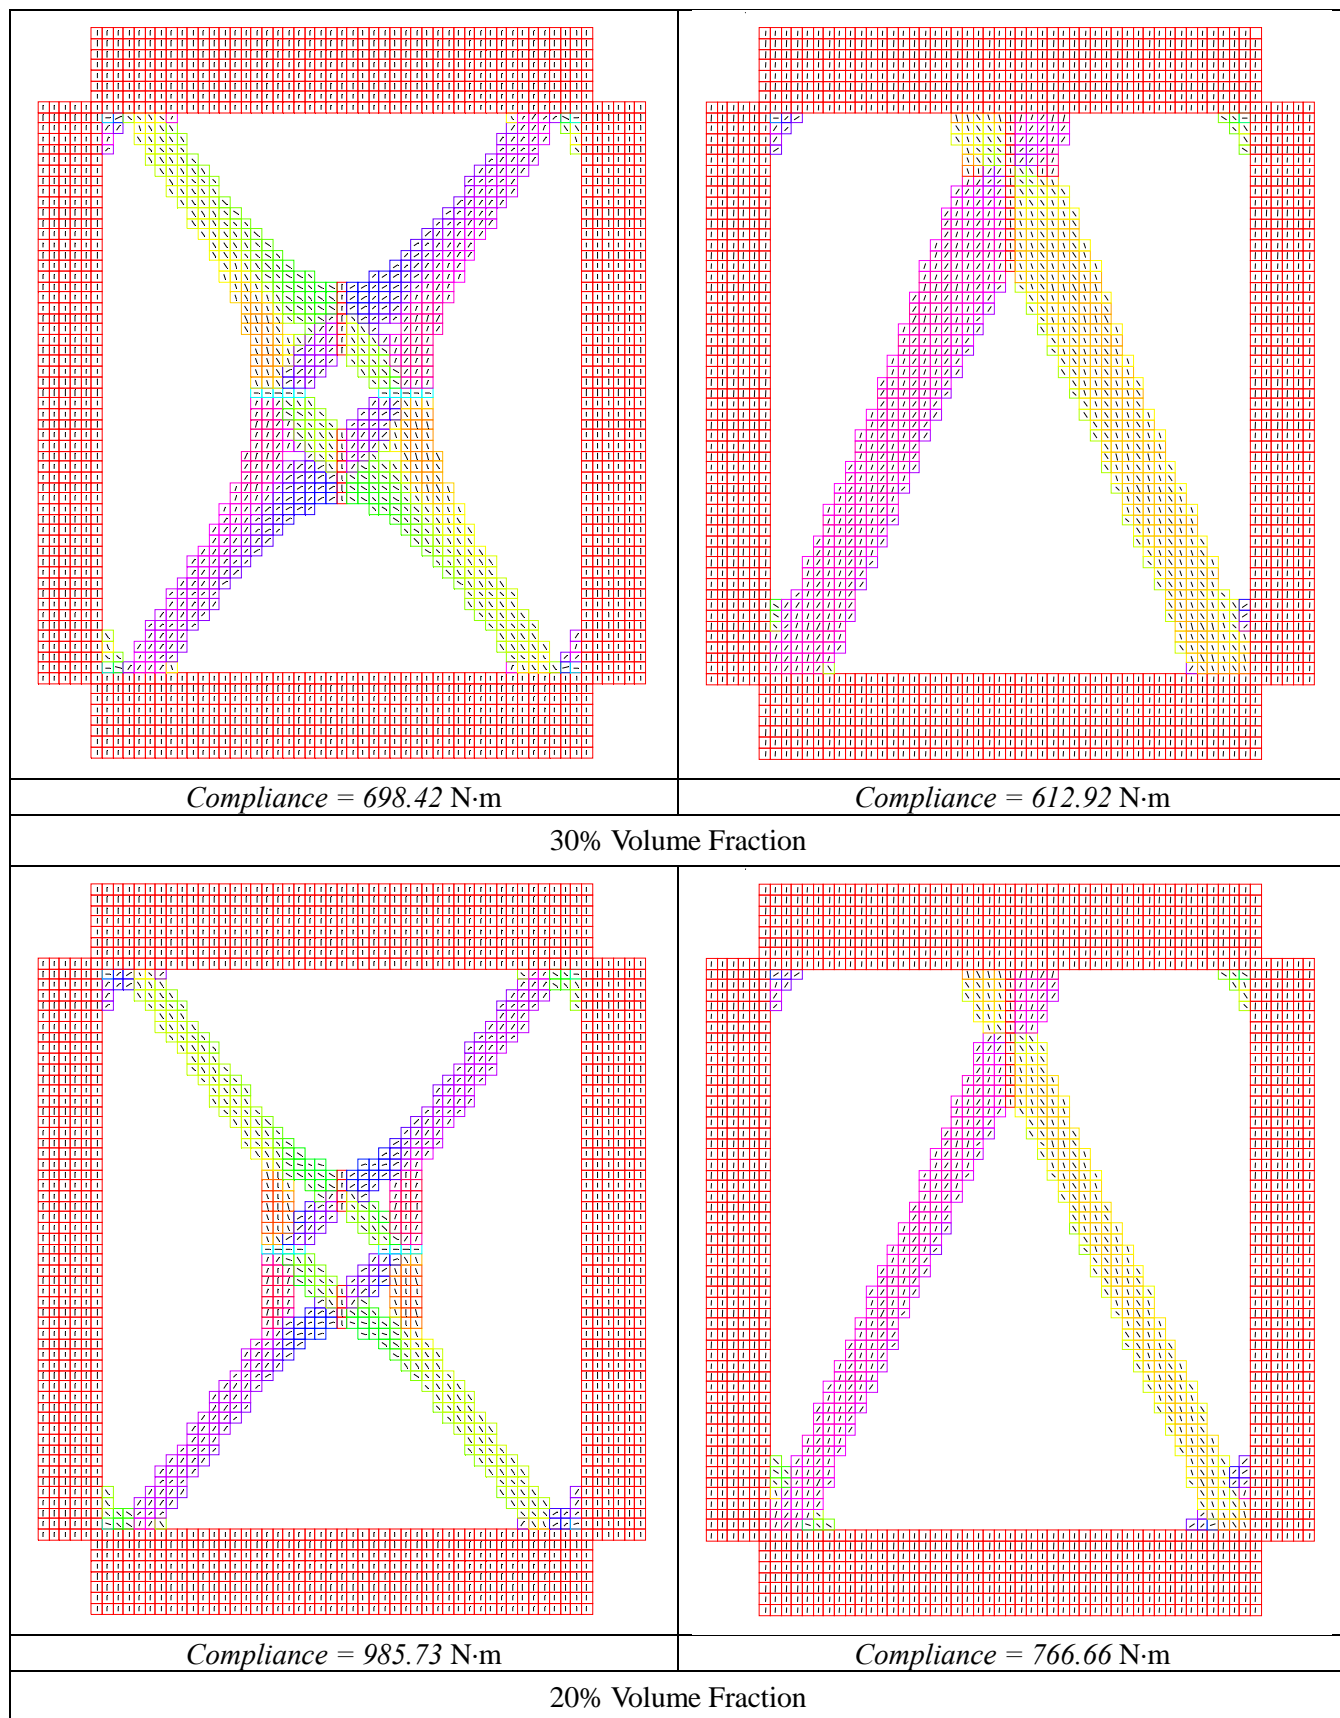 Compliance = 698.42 N·m
Compliance = 612.92 N·m
30% Volume Fraction
Compliance = 985.73 N·m
Compliance = 766.66 N·m
20% Volume Fraction